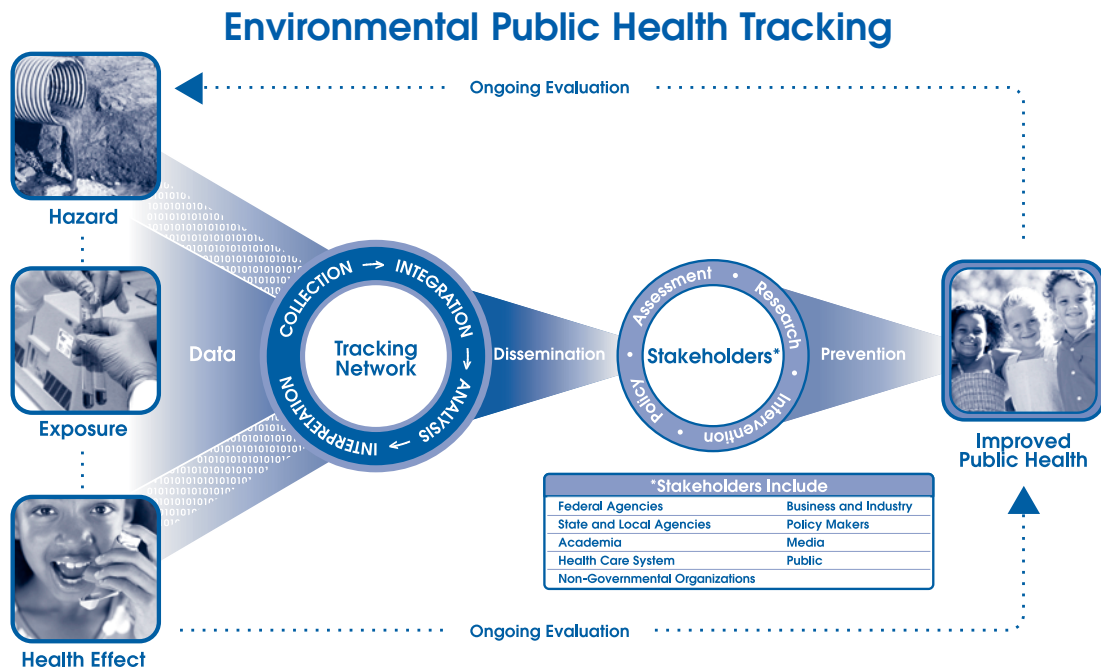 Environmental Public Health Tracking
Ongoing Evaluation
Hazard
Exposure
Health Effect
Data
COLLECTION → INTEGRATION → ANALYSIS → INTERPRETATION
Tracking
Network
Dissemination
Assessment • Research • Intervention • Policy •
Stakeholders*
Prevention
Improved
Public Health
*Stakeholders Include
Federal Agencies
Business and Industry
State and Local Agencies
Policy Makers
Academia
Media
Health Care System
Public
Non-Governmental Organizations
Ongoing Evaluation